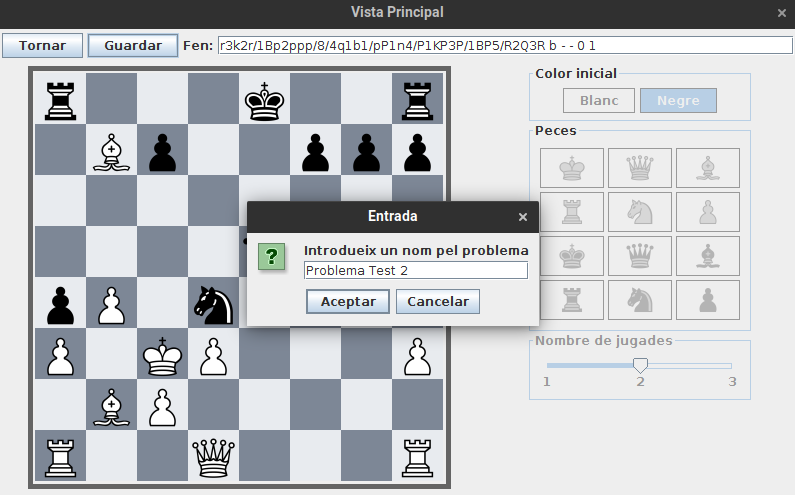 Vista Principal
Tornar Guardar Fen: r3k2r/1Bp2ppp/8/4q1b1/pP1n4/P1KP3P/1BP5/R2Q3R b - - 0 1
Color inicial
Blanc Negre
Peces
Entrada
Introdueix un nom pel problema
Problema Test 2
Aceptar Cancelar
Nombre de jugades
1 2 3